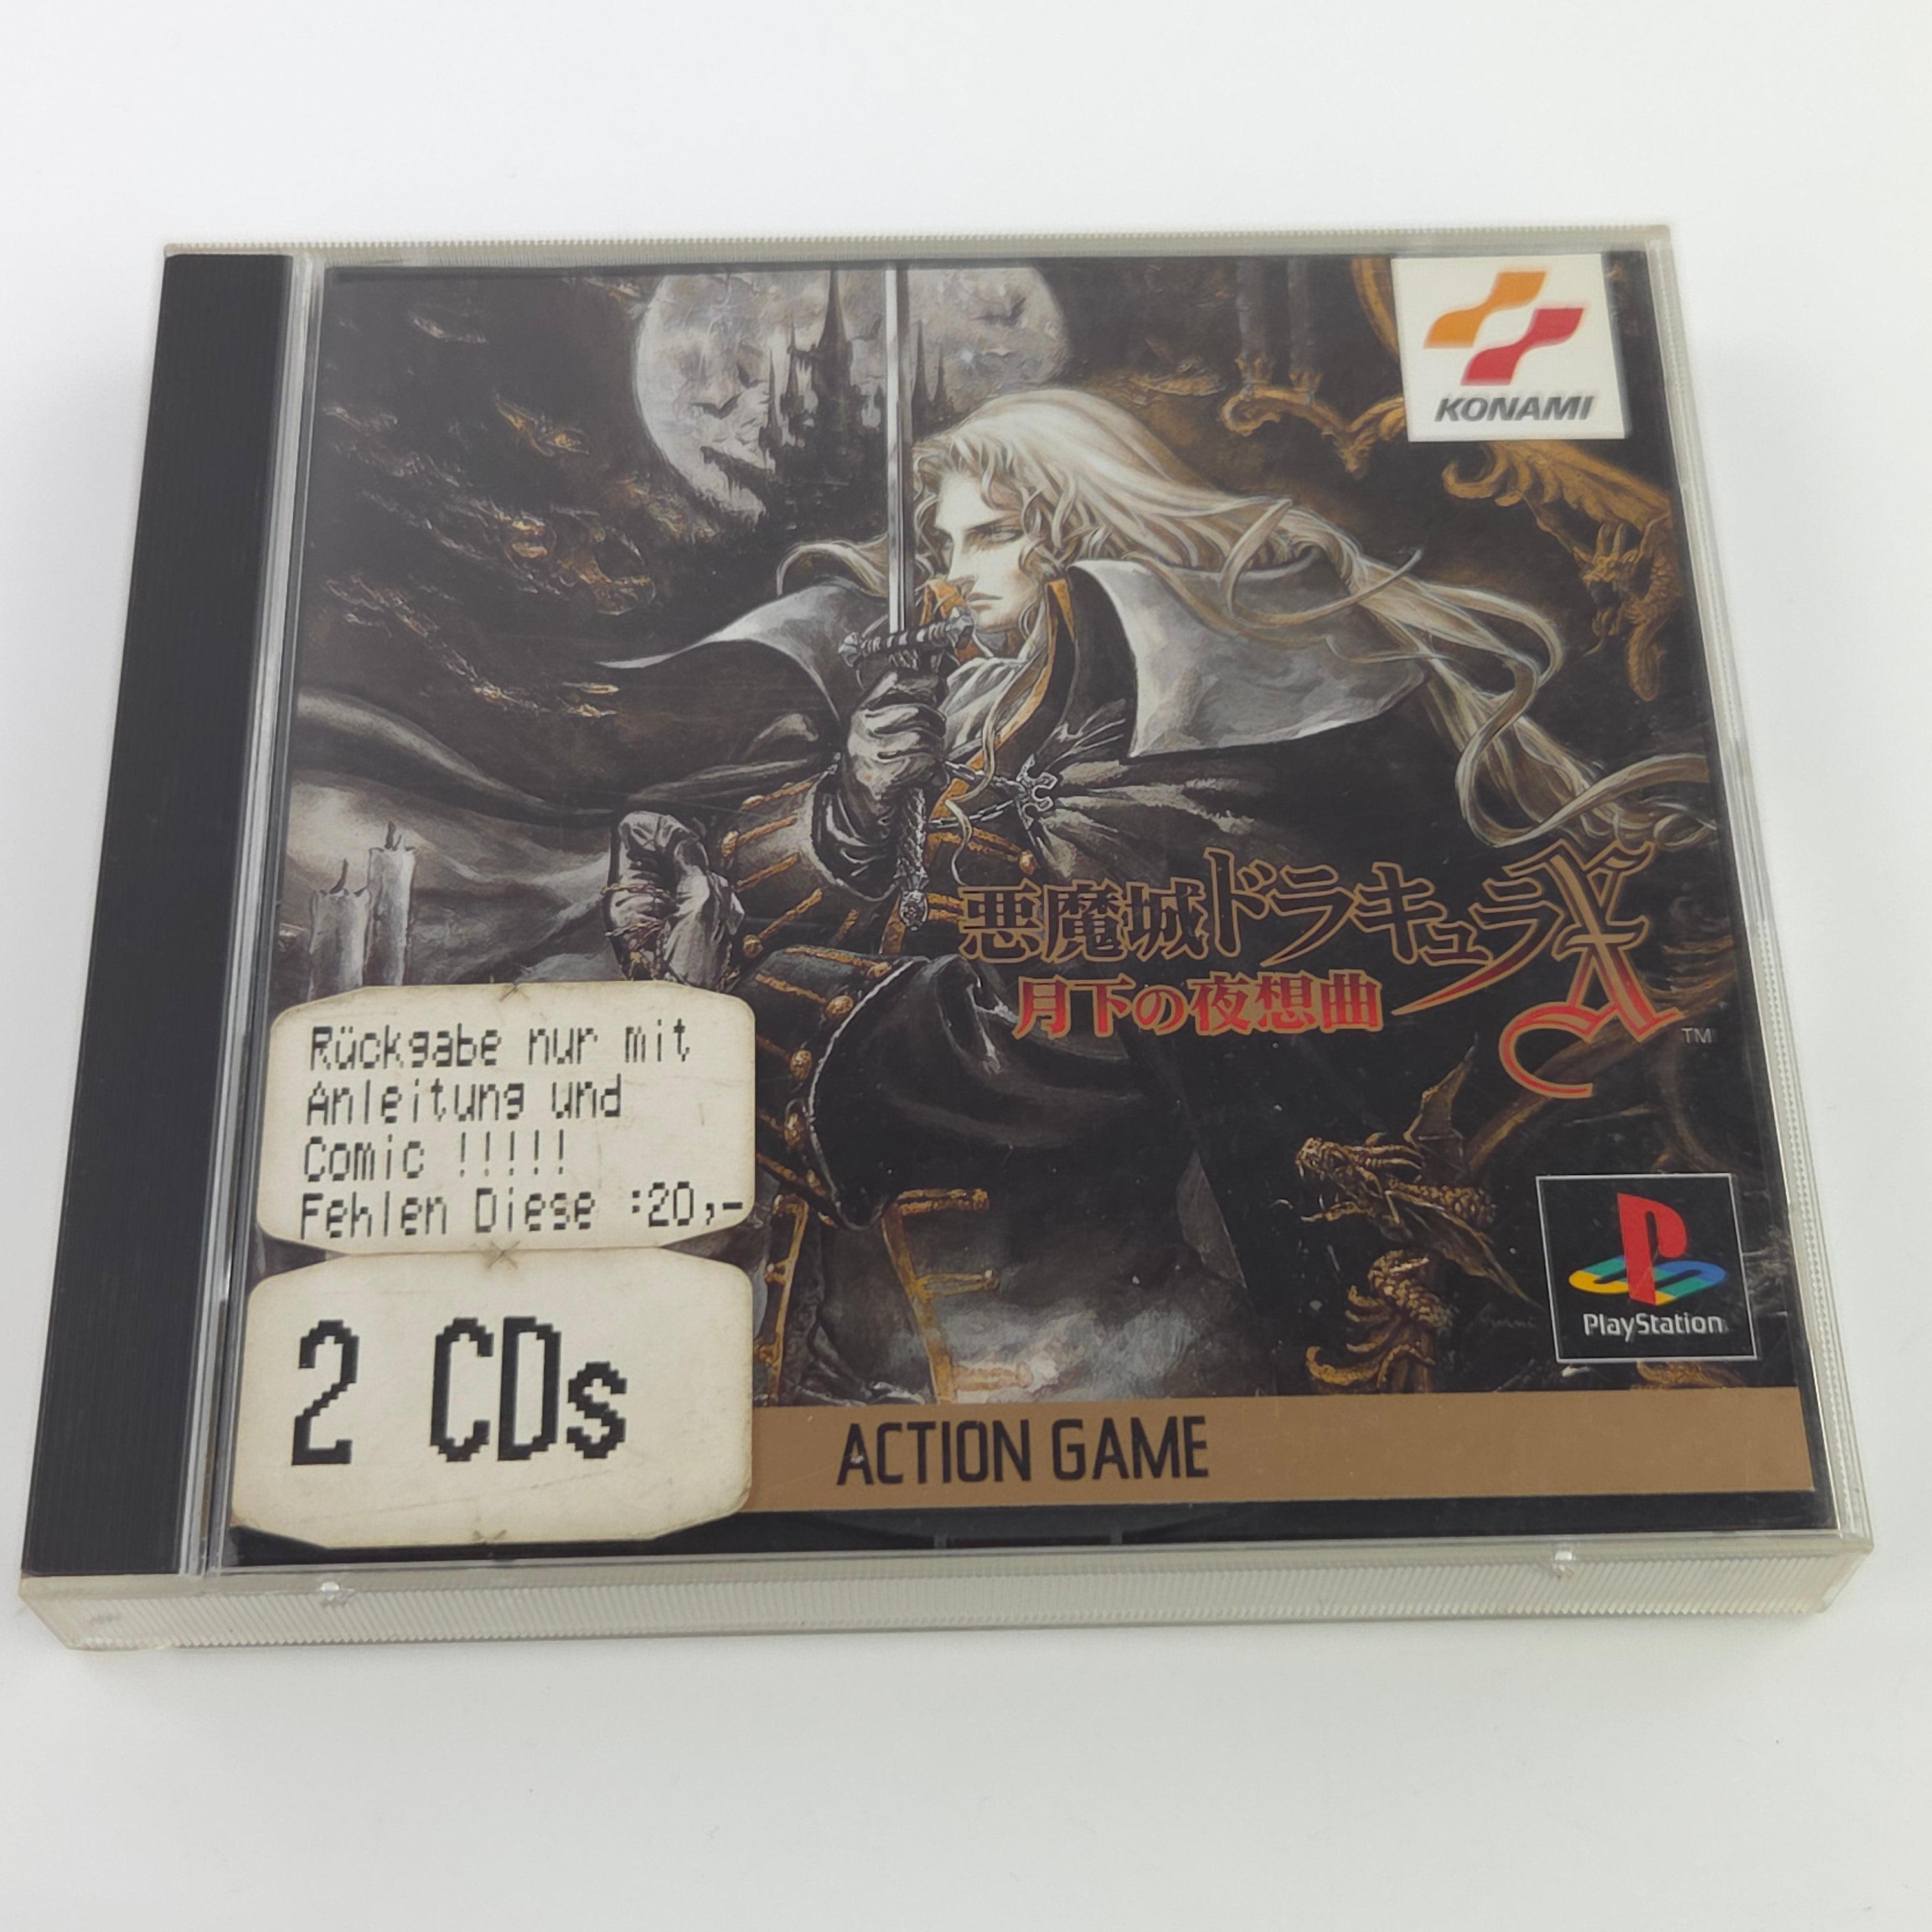 KONAMI
悪魔城ドラキュラX
月下の夜想曲
TM
Rückgabe nur mit
Anleitung und
Comic !!!!!
Fehlen Diese :20,-
2 CDs
PlayStation
ACTION GAME